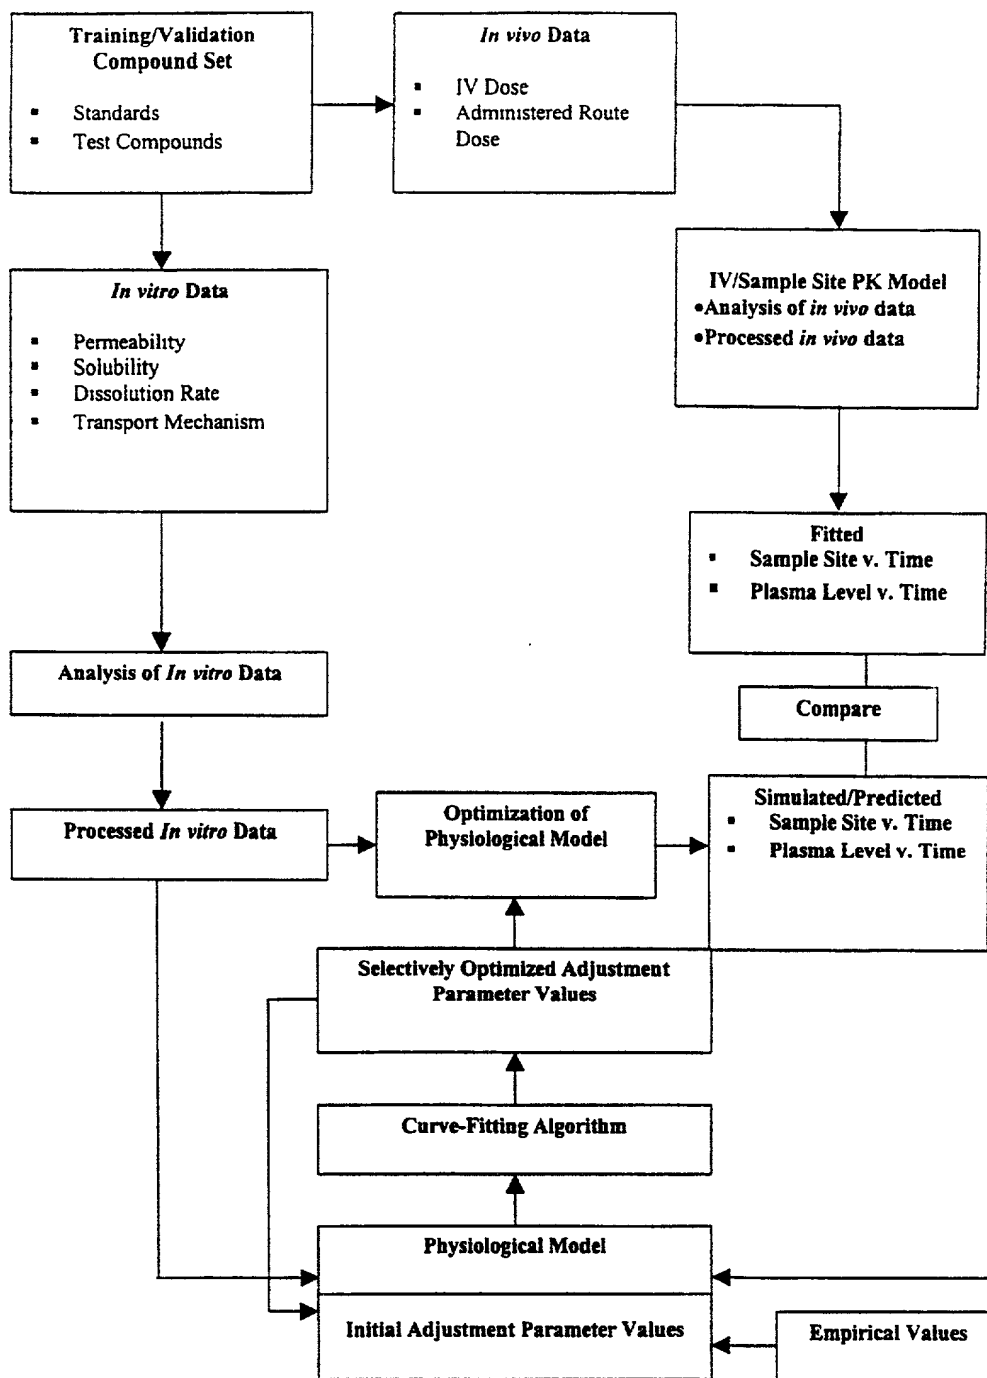 Training/Validation
Compound Set
▪ Standards
▪ Test Compounds
In vivo Data
▪ IV Dose
▪ Administered Route
Dose
In vitro Data
▪ Permeability
▪ Solubility
▪ Dissolution Rate
▪ Transport Mechanism
IV/Sample Site PK Model
•Analysis of in vivo data
•Processed in vivo data
Fitted
▪ Sample Site v. Time
▪ Plasma Level v. Time
Analysis of In vitro Data
Compare
Processed In vitro Data
Optimization of
Physiological Model
Simulated/Predicted
▪ Sample Site v. Time
▪ Plasma Level v. Time
Selectively Optimized Adjustment
Parameter Values
Curve-Fitting Algorithm
Physiological Model
Initial Adjustment Parameter Values
Empirical Values